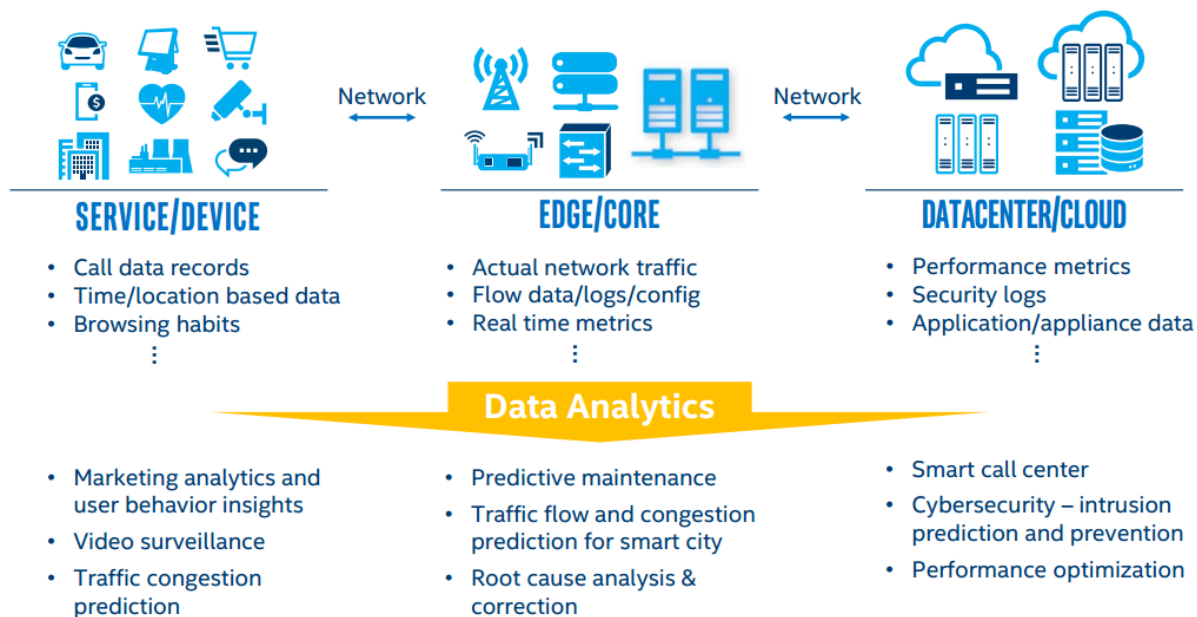 Network
Network
SERVICE/DEVICE
• Call data records
• Time/location based data
• Browsing habits
⋮
EDGE/CORE
• Actual network traffic
• Flow data/logs/config
• Real time metrics
⋮
DATACENTER/CLOUD
• Performance metrics
• Security logs
• Application/appliance data
⋮
Data Analytics
• Marketing analytics and
user behavior insights
• Video surveillance
• Traffic congestion
prediction
• Predictive maintenance
• Traffic flow and congestion
prediction for smart city
• Root cause analysis &
correction
• Smart call center
• Cybersecurity – intrusion
prediction and prevention
• Performance optimization